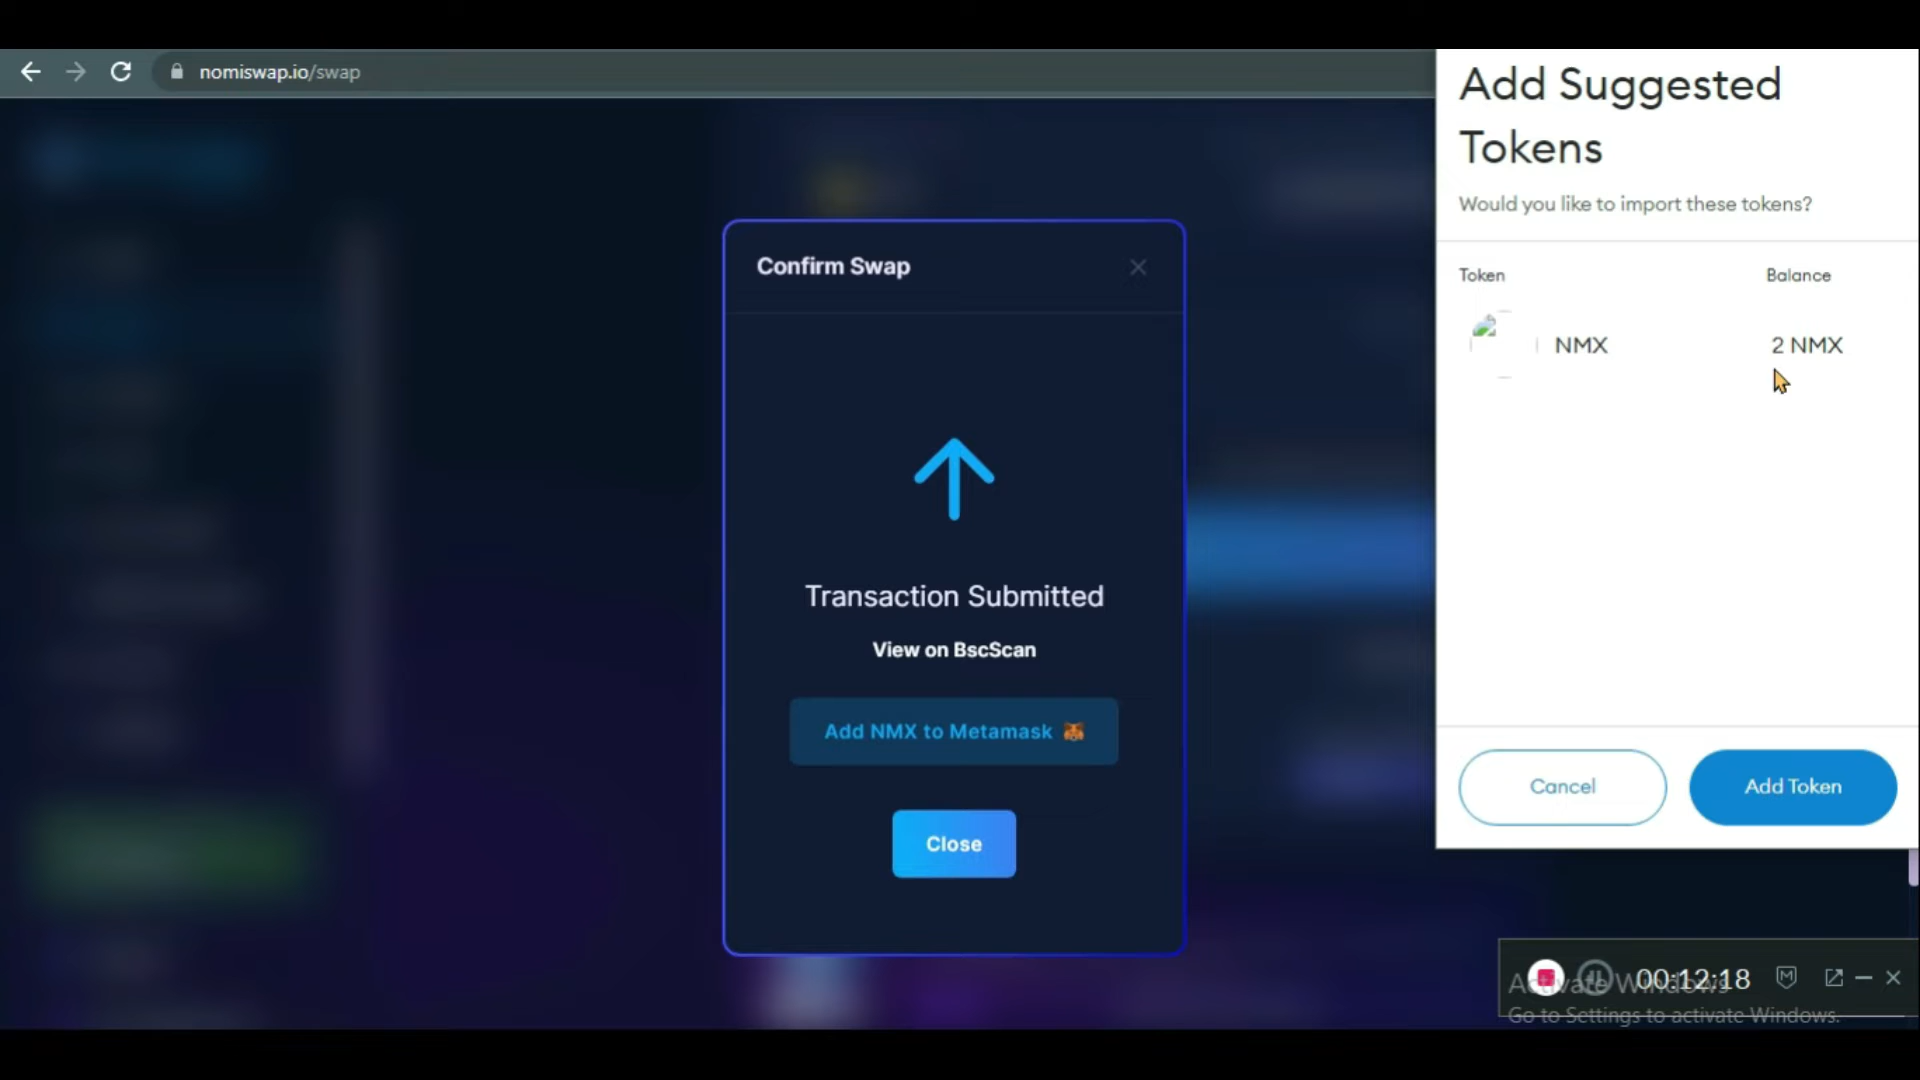 nomiswap.io/swap
Confirm Swap
Transaction Submitted
View on BscScan
Add NMX to Metamask
Close
Add Suggested
Tokens
Would you like to import these tokens?
Token Balance
NMX 2 NMX
Cancel Add Token
00:12:18
Activate Windows
Go to Settings to activate Windows.